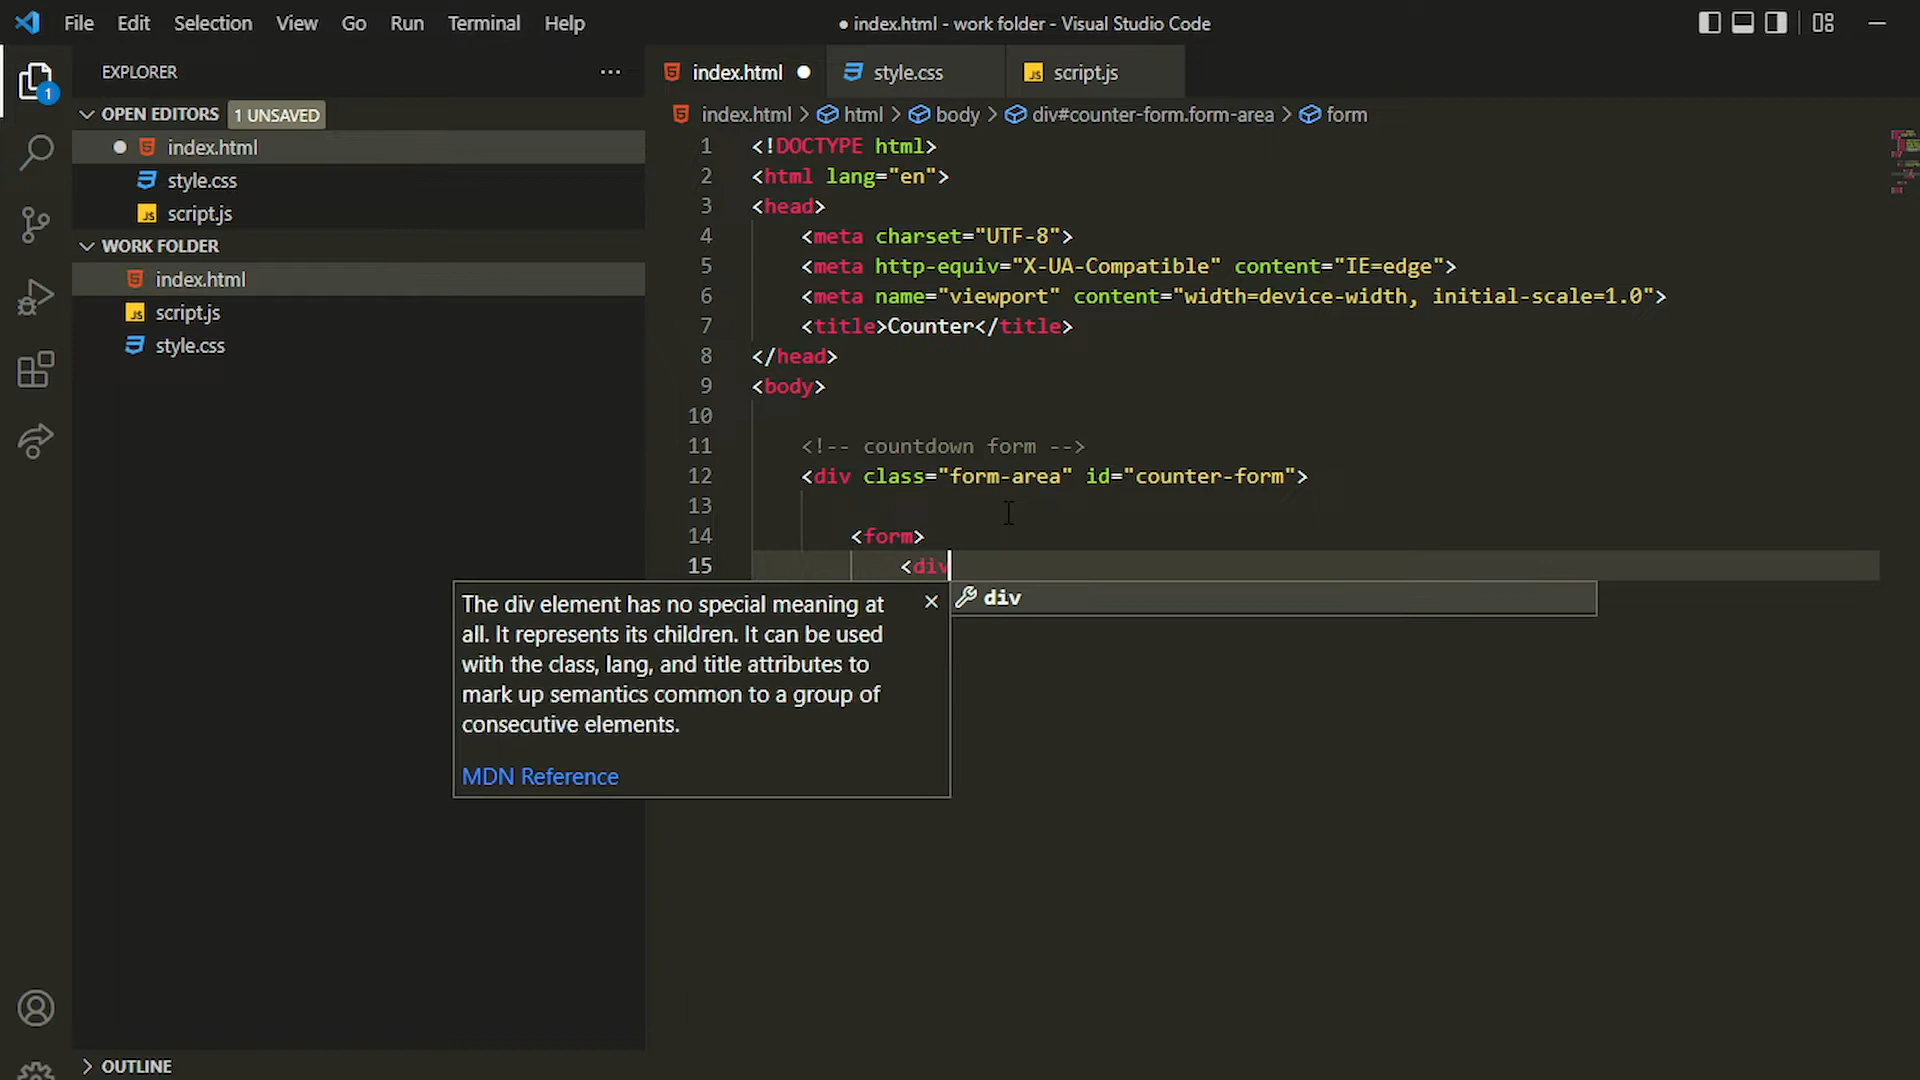 File Edit Selection View Go Run Terminal Help
● index.html - work folder - Visual Studio Code
EXPLORER
1
OPEN EDITORS 1 UNSAVED
index.html
style.css
script.js
WORK FOLDER
index.html
script.js
style.css
OUTLINE
index.html style.css script.js
index.html > html > body > div#counter-form.form-area > form
1 <!DOCTYPE html>
2 <html lang="en">
3 <head>
4 <meta charset="UTF-8">
5 <meta http-equiv="X-UA-Compatible" content="IE=edge">
6 <meta name="viewport" content="width=device-width, initial-scale=1.0">
7 <title>Counter</title>
8 </head>
9 <body>
10
11 <!-- countdown form -->
12 <div class="form-area" id="counter-form">
13
14 <form>
15 <div
div
The div element has no special meaning at
all. It represents its children. It can be used
with the class, lang, and title attributes to
mark up semantics common to a group of
consecutive elements.
MDN Reference